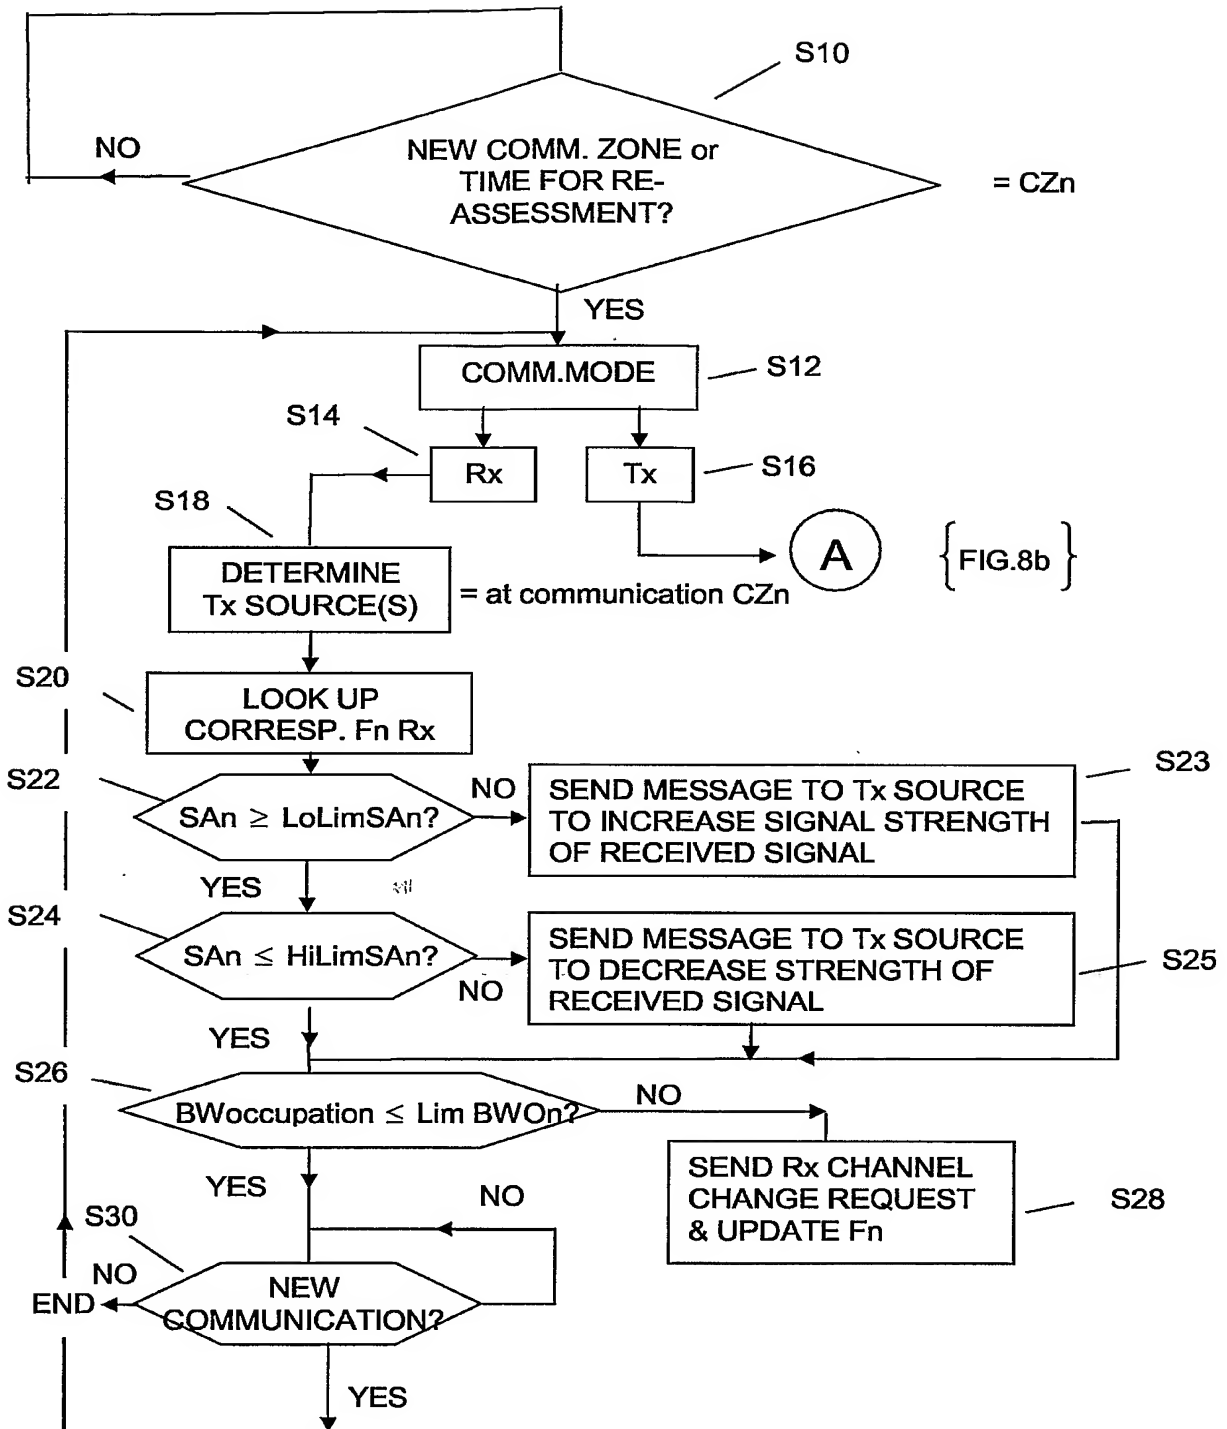 S10
NO
NEW COMM. ZONE or
TIME FOR RE-
ASSESSMENT?
= CZn
YES
COMM.MODE
S12
S14
Rx
Tx
S16
S18
A
{FIG.8b}
DETERMINE
Tx SOURCE(S)
= at communication CZn
S20
LOOK UP
CORRESP. Fn Rx
S22
SAn ≥ LoLimSAn?
NO
SEND MESSAGE TO Tx SOURCE
TO INCREASE SIGNAL STRENGTH
OF RECEIVED SIGNAL
S23
YES
S24
SAn ≤ HiLimSAn?
NO
SEND MESSAGE TO Tx SOURCE
TO DECREASE STRENGTH OF
RECEIVED SIGNAL
S25
YES
S26
BWoccupation ≤ Lim BWOn?
NO
SEND Rx CHANNEL
CHANGE REQUEST
& UPDATE Fn
S28
YES
NO
S30
NO
END
NEW
COMMUNICATION?
YES